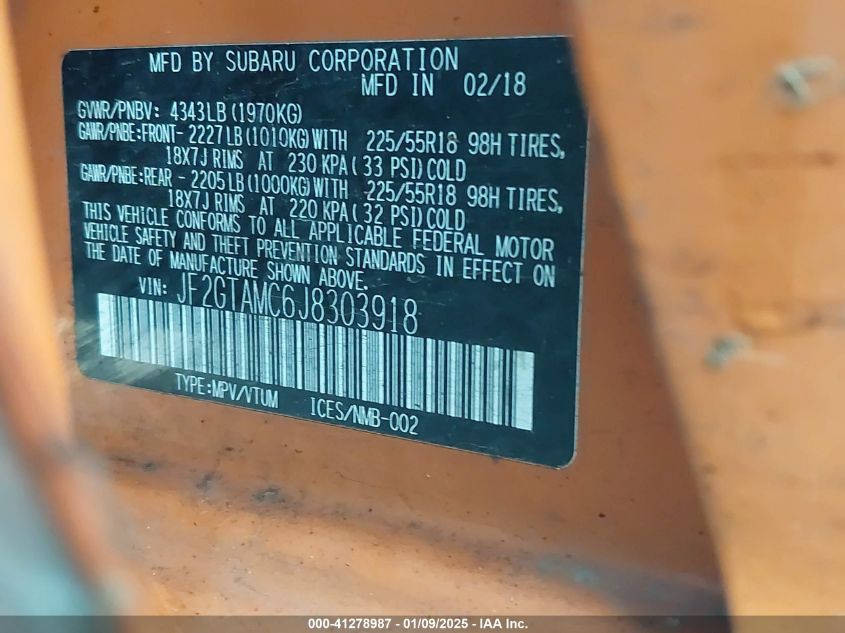 MFD BY SUBARU CORPORATION
MFD IN 02/18
GVWR/PNBV: 4343LB (1970KG)
GAWR/PNBE:FRONT- 2227LB (1010KG) WITH 225/55R18 98H TIRES,
18X7J RIMS AT 230 KPA ( 33 PSI) COLD
GAWR/PNBE:REAR - 2205LB (1000KG) WITH 225/55R18 98H TIRES,
18X7J RIMS AT 220 KPA ( 32 PSI) COLD
THIS VEHICLE CONFORMS TO ALL APPLICABLE FEDERAL MOTOR
VEHICLE SAFETY AND THEFT PREVENTION STANDARDS IN EFFECT ON
THE DATE OF MANUFACTURE SHOWN ABOVE.
VIN: JF2GTAMC6J8303918
TYPE:MPV/VTUM
ICES/NMB-002
000-41278987 - 01/09/2025 - IAA Inc.